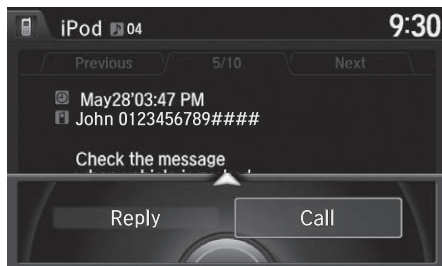 iPod 04
9:30
Previous 5/10 Next
May28'03:47 PM
John 0123456789####
Check the message
Reply Call